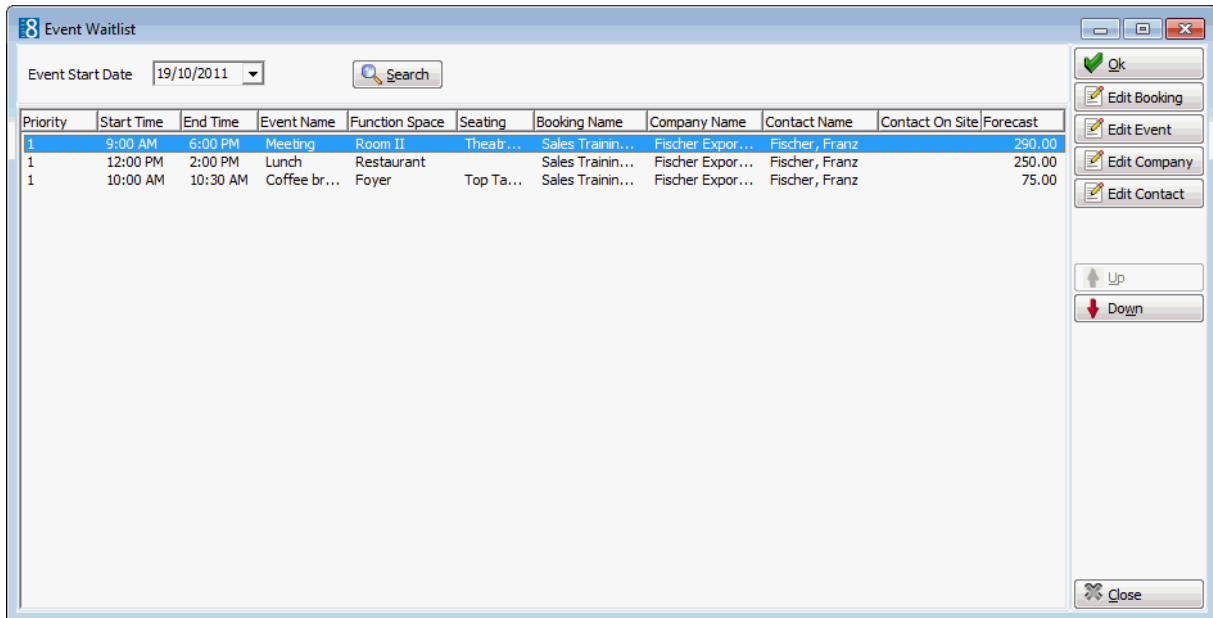 8 Event Waitlist
Event Start Date 19/10/2011 Search
Ok
Edit Booking
Priority Start Time End Time Event Name Function Space Seating Booking Name Company Name Contact Name Contact On Site Forecast
Edit Event
1 9:00 AM 6:00 PM Meeting Room II Theatr... Sales Trainin... Fischer Expor... Fischer, Franz 290.00
1 12:00 PM 2:00 PM Lunch Restaurant Sales Trainin... Fischer Expor... Fischer, Franz 250.00
Edit Company
1 10:00 AM 10:30 AM Coffee br... Foyer Top Ta... Sales Trainin... Fischer Expor... Fischer, Franz 75.00
Edit Contact
Up
Down
Close